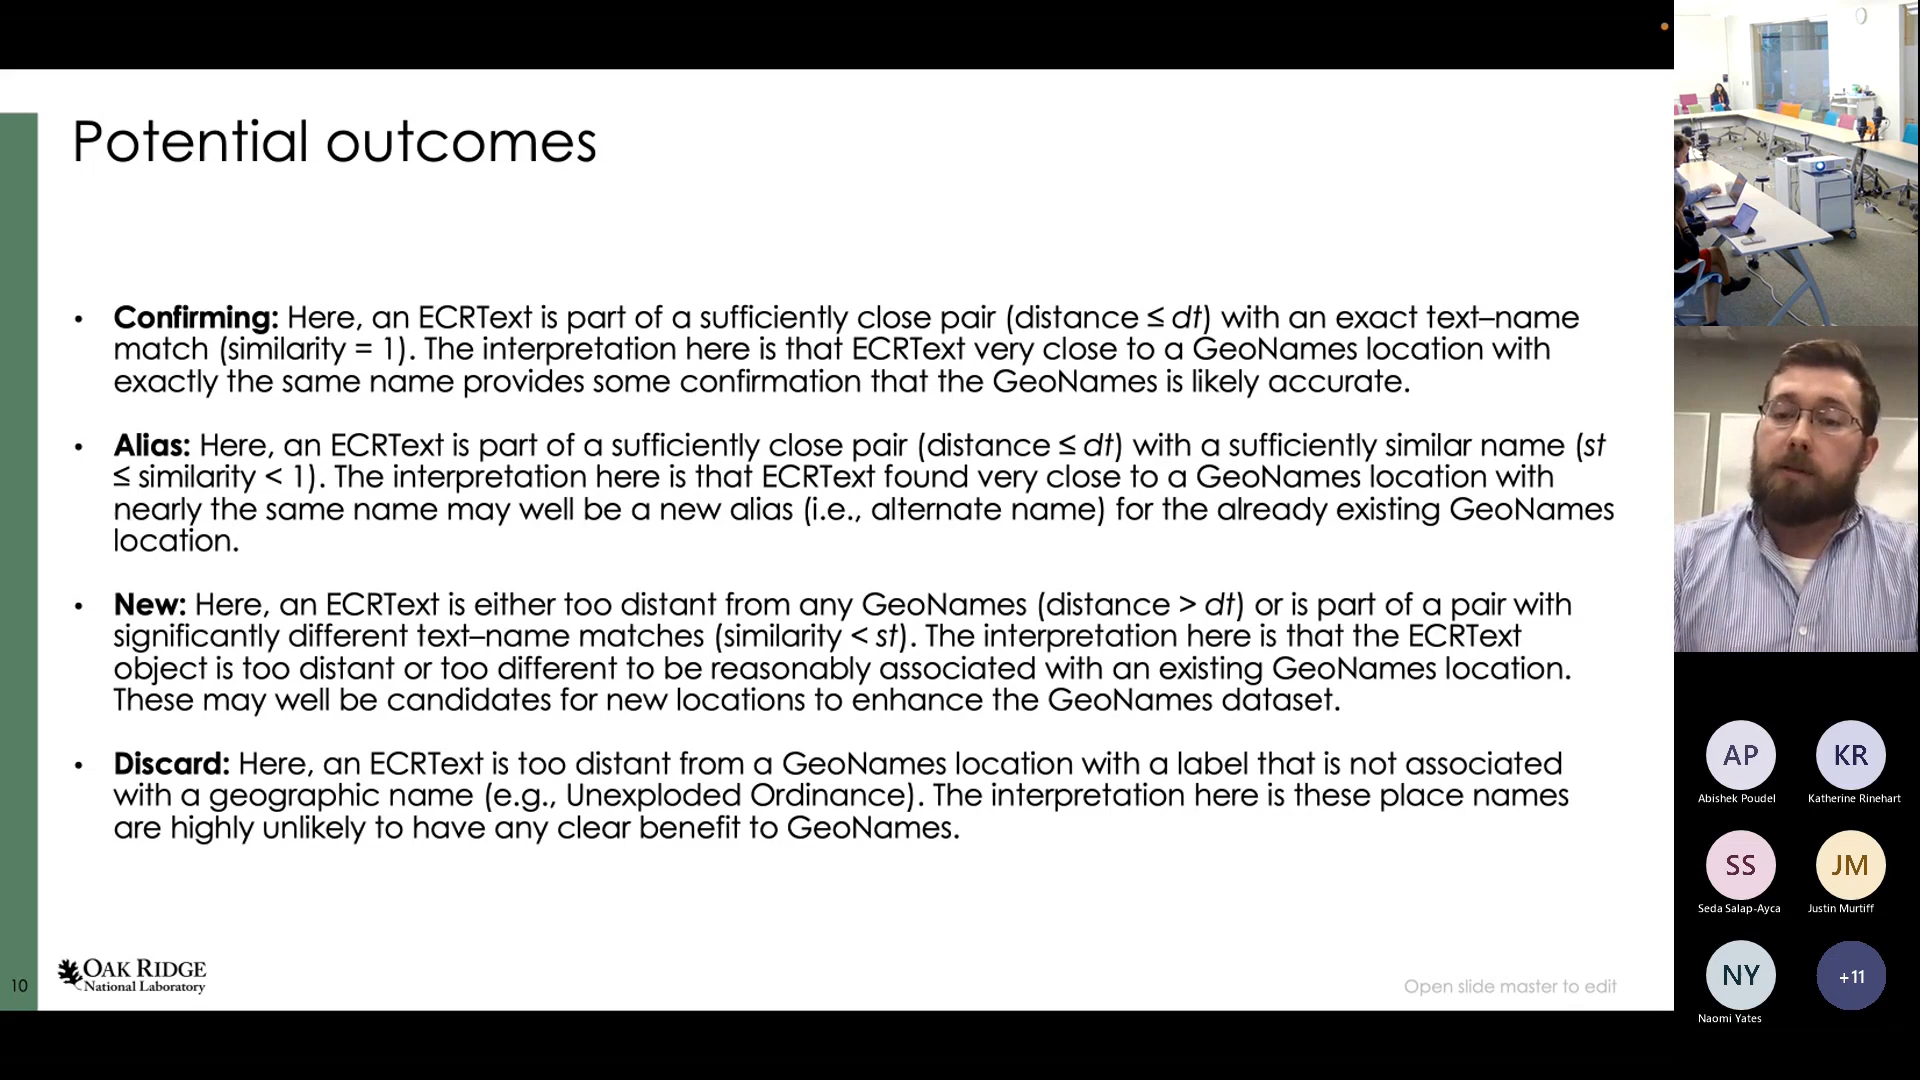 Potential outcomes
• Confirming: Here, an ECRText is part of a sufficiently close pair (distance ≤ dt) with an exact text–name
match (similarity = 1). The interpretation here is that ECRText very close to a GeoNames location with
exactly the same name provides some confirmation that the GeoNames is likely accurate.
• Alias: Here, an ECRText is part of a sufficiently close pair (distance ≤ dt) with a sufficiently similar name (st
≤ similarity < 1). The interpretation here is that ECRText found very close to a GeoNames location with
nearly the same name may well be a new alias (i.e., alternate name) for the already existing GeoNames
location.
• New: Here, an ECRText is either too distant from any GeoNames (distance > dt) or is part of a pair with
significantly different text–name matches (similarity < st). The interpretation here is that the ECRText
object is too distant or too different to be reasonably associated with an existing GeoNames location.
These may well be candidates for new locations to enhance the GeoNames dataset.
• Discard: Here, an ECRText is too distant from a GeoNames location with a label that is not associated
with a geographic name (e.g., Unexploded Ordinance). The interpretation here is these place names
are highly unlikely to have any clear benefit to GeoNames.
10
OAK RIDGE
National Laboratory
Open slide master to edit
AP
Abishek Poudel
KR
Katherine Rinehart
SS
Seda Salap-Ayca
JM
Justin Murtiff
NY
Naomi Yates
+11